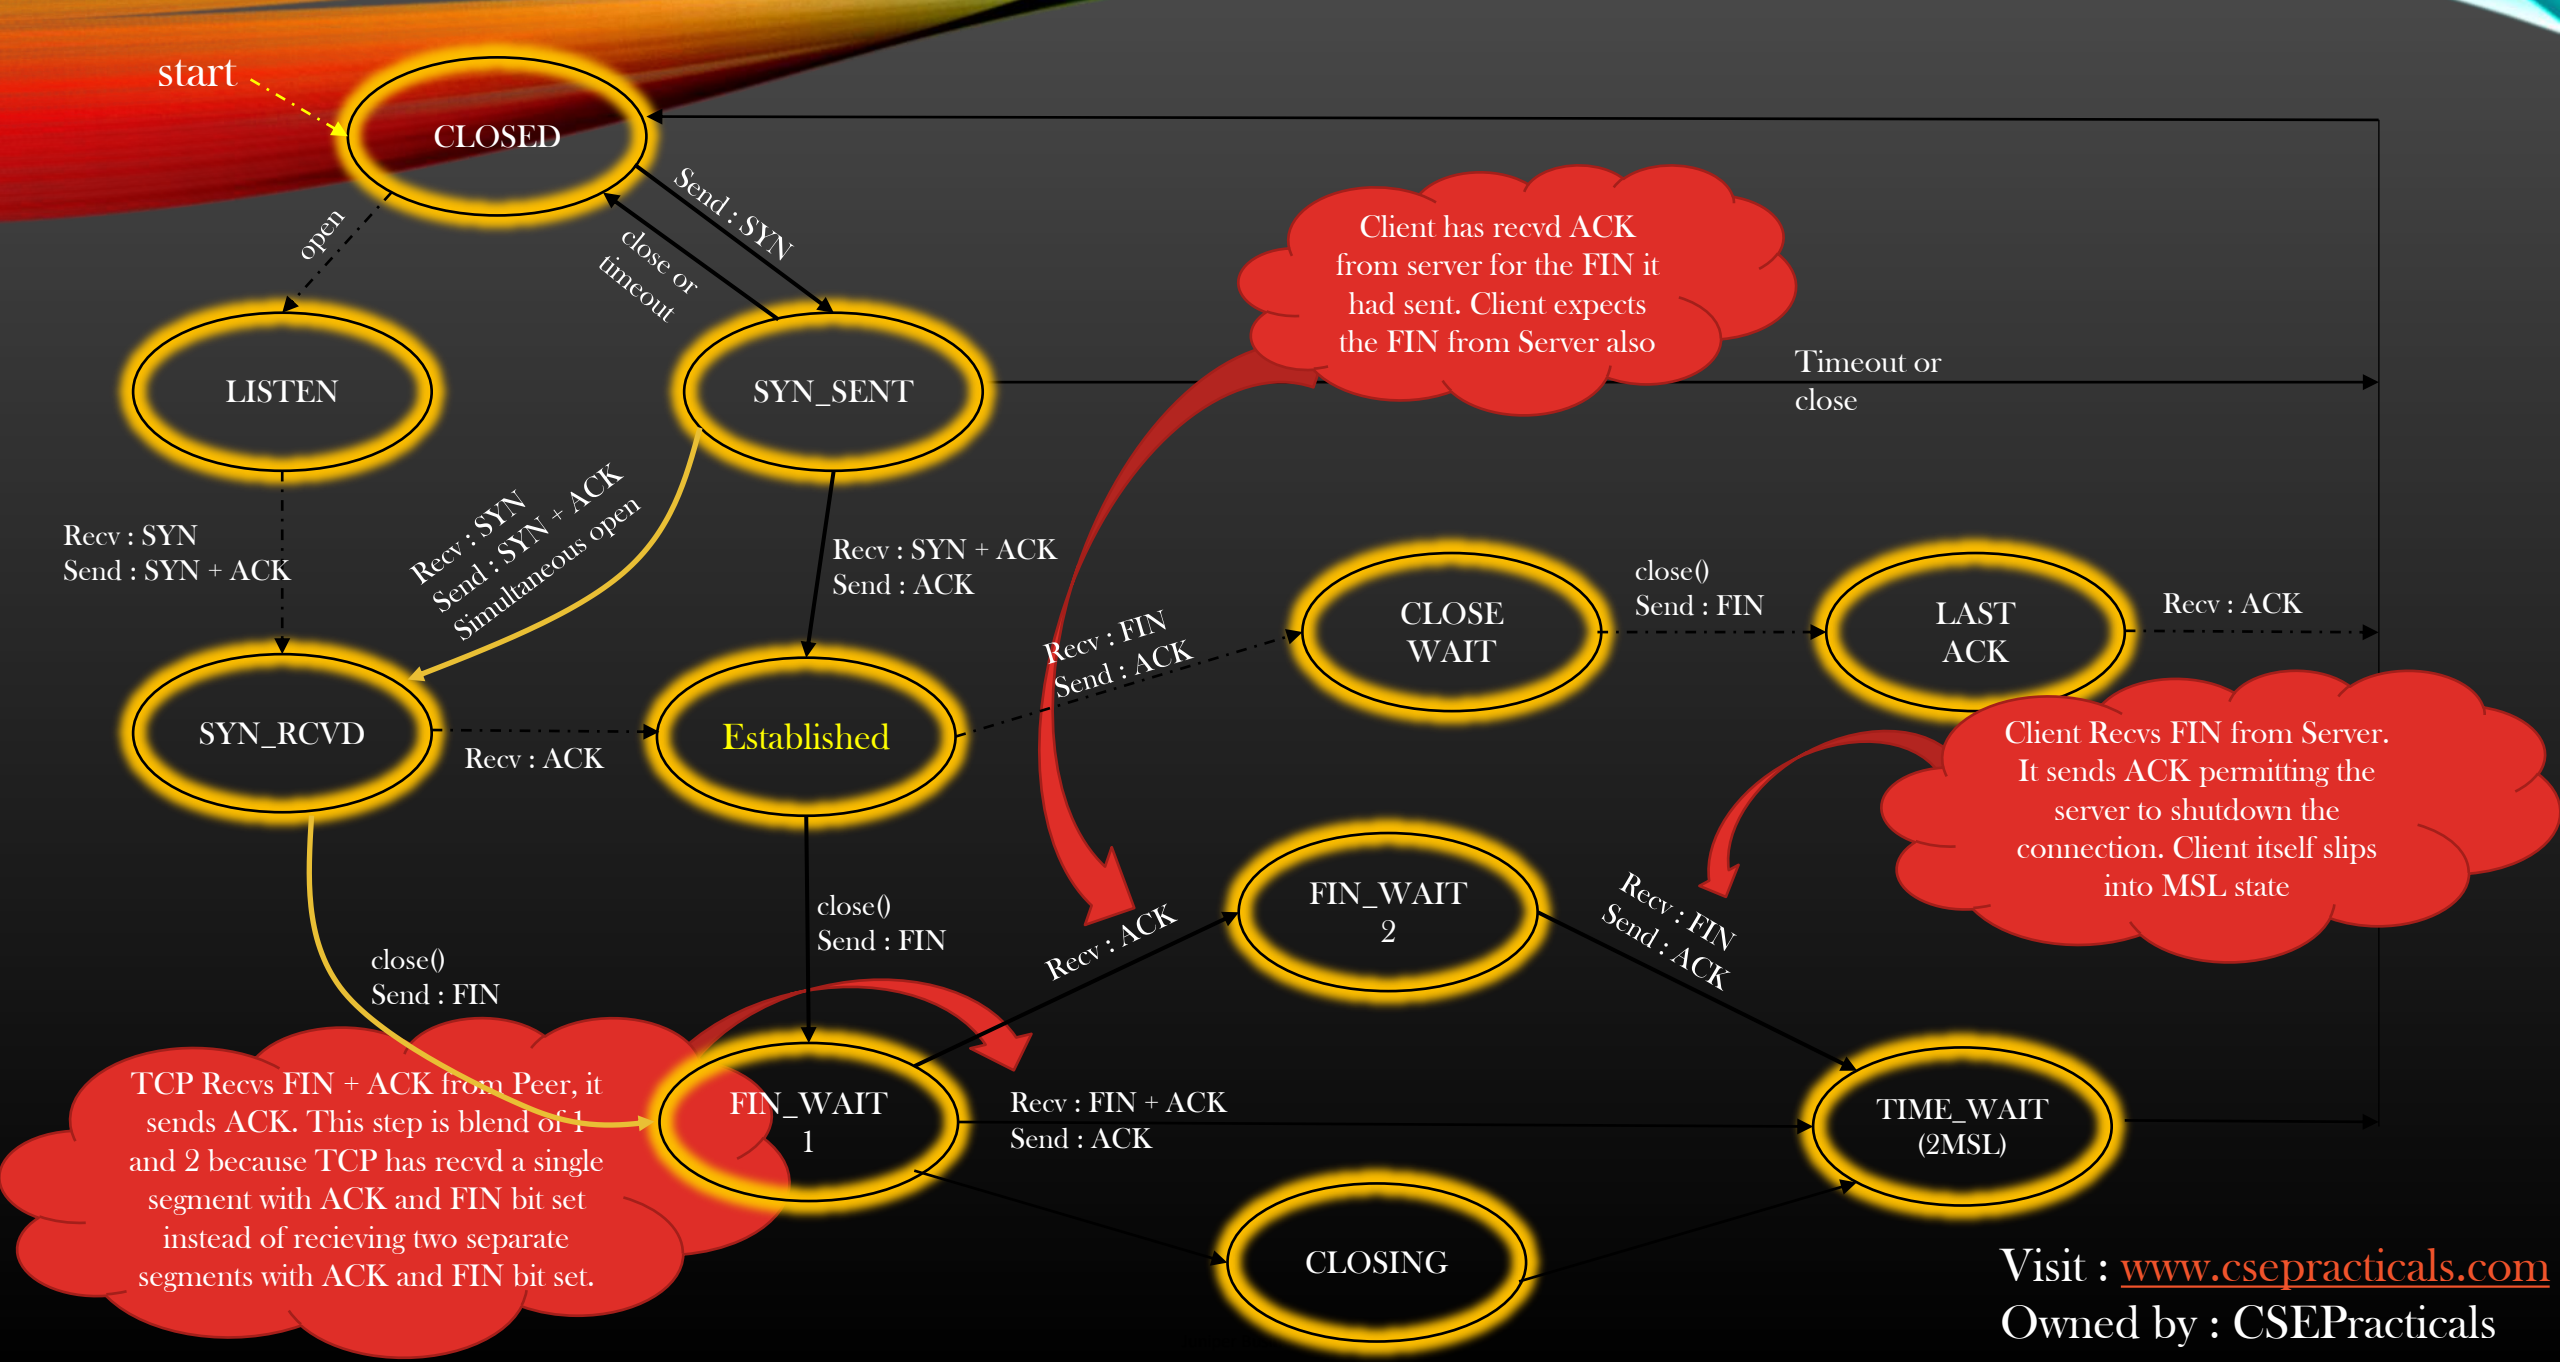 start
CLOSED
Send : SYN
close or
timeout
open
Client has recvd ACK
from server for the FIN it
had sent. Client expects
the FIN from Server also
LISTEN
SYN_SENT
Timeout or
close
Recv : SYN
Send : SYN + ACK
Recv : SYN
Send : SYN + ACK
Simultaneous open
Recv : SYN + ACK
Send : ACK
CLOSE
WAIT
close()
Send : FIN
LAST
ACK
Recv : ACK
Recv : FIN
Send : ACK
SYN_RCVD
Recv : ACK
Established
Client Recvs FIN from Server.
It sends ACK permitting the
server to shutdown the
connection. Client itself slips
into MSL state
close()
Send : FIN
close()
Send : FIN
Recv : ACK
FIN_WAIT
2
Recv : FIN
Send : ACK
TCP Recvs FIN + ACK from Peer, it
sends ACK. This step is blend of 1
and 2 because TCP has recvd a single
segment with ACK and FIN bit set
instead of recieving two separate
segments with ACK and FIN bit set.
FIN_WAIT
1
Recv : FIN + ACK
Send : ACK
TIME_WAIT
(2MSL)
CLOSING
Visit : www.csepracticals.com
Owned by : CSEPracticals